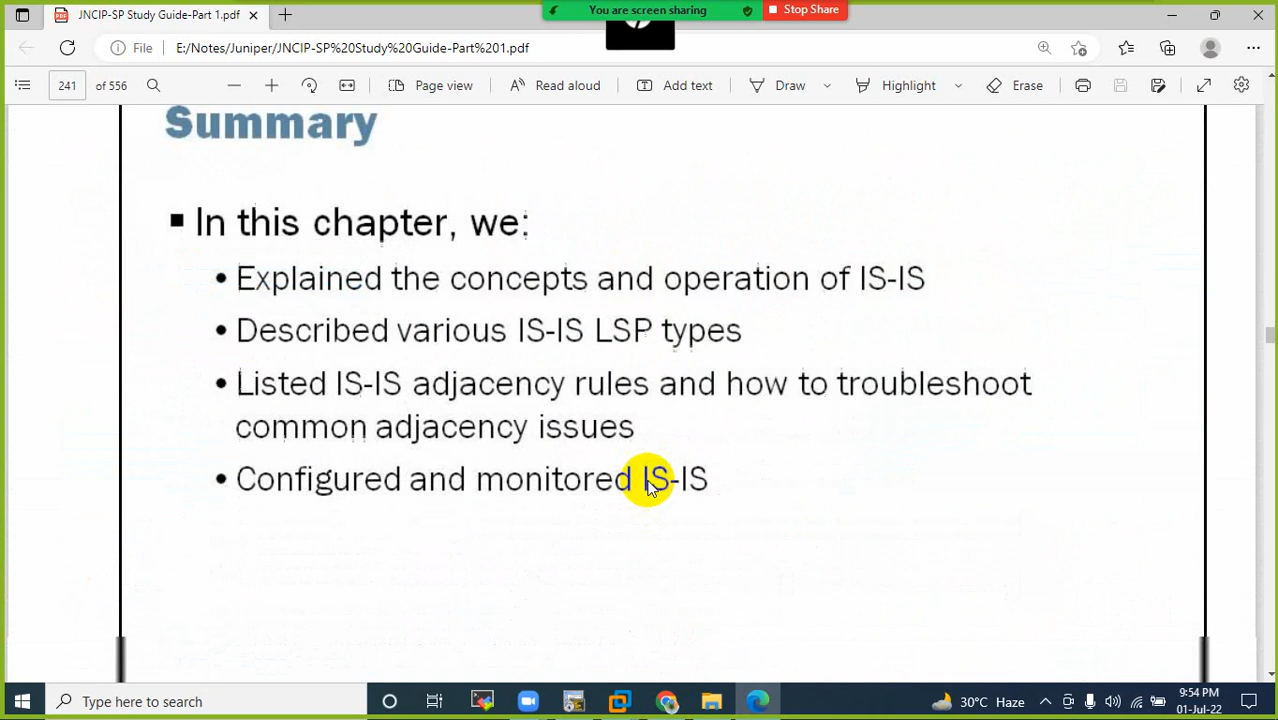 JNCIP-SP Study Guide-Part 1.pdf
You are screen sharing
Stop Share
File
E:/Notes/Juniper/JNCIP-SP%20Study%20Guide-Part%201.pdf
241 of 556
Page view
Read aloud
Add text
Draw
Highlight
Erase
Summary
In this chapter, we:
• Explained the concepts and operation of IS-IS
• Described various IS-IS LSP types
• Listed IS-IS adjacency rules and how to troubleshoot
common adjacency issues
• Configured and monitored IS-IS
Type here to search
30°C Haze
9:54 PM
01-Jul-22